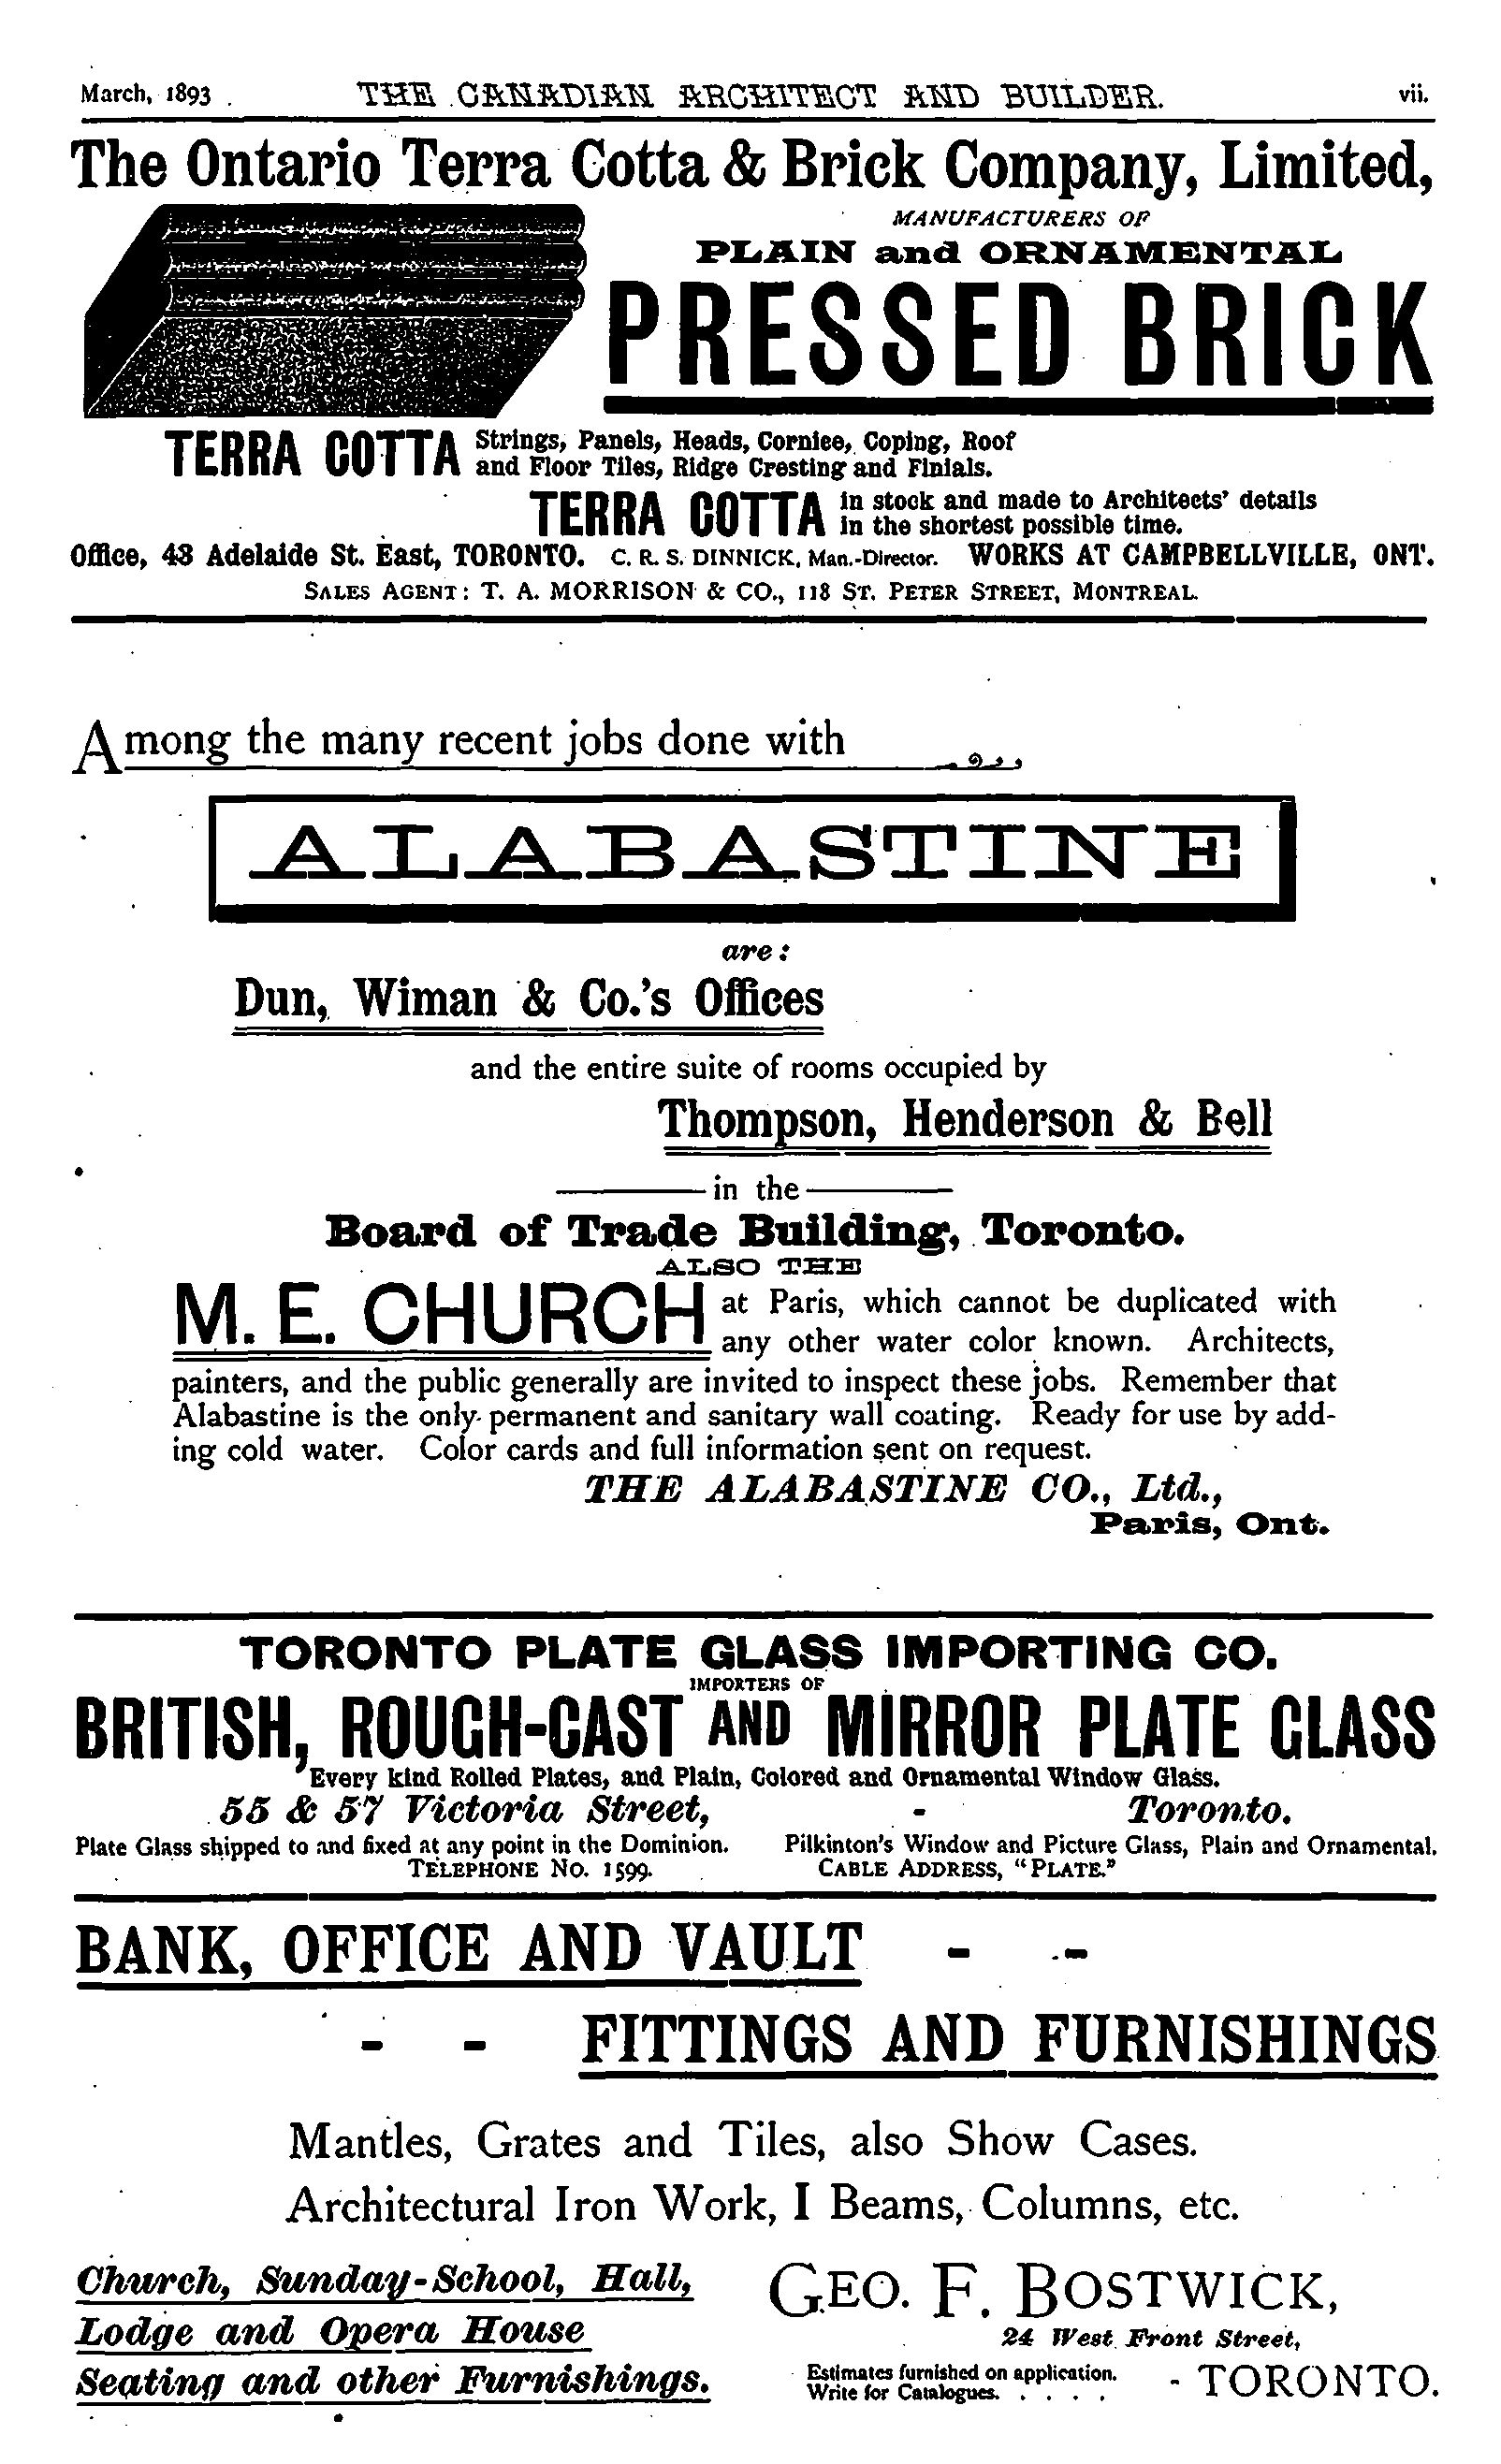 March, 1893 THE CANADIAN ARCHITECT AND BUILDER. vii.
The Ontario Terra Cotta & Brick Company, Limited,
MANUFACTURERS OF
PLAIN and ORNAMENTAL
PRESSED BRICK
TERRA COTTA Strings, Panels, Heads, Cornice, Coping, Roof
and Floor Tiles, Ridge Cresting and Finials.
TERRA COTTA in stock and made to Architects' details
in the shortest possible time.
Office, 43 Adelaide St. East, TORONTO. C. R. S. DINNICK, Man.-Director. WORKS AT CAMPBELLVILLE, ONT.
SALES AGENT: T. A. MORRISON & CO., 118 ST. PETER STREET, MONTREAL.
Among the many recent jobs done with
ALABASTINE
are:
Dun, Wiman & Co.'s Offices
and the entire suite of rooms occupied by
Thompson, Henderson & Bell
in the
Board of Trade Building, Toronto.
ALSO THE
M. E. CHURCH at Paris, which cannot be duplicated with
any other water color known. Architects,
painters, and the public generally are invited to inspect these jobs. Remember that
Alabastine is the only permanent and sanitary wall coating. Ready for use by add-
ing cold water. Color cards and full information sent on request.
THE ALABASTINE CO., Ltd.,
Paris, Ont.
TORONTO PLATE GLASS IMPORTING CO.
IMPORTERS OF
BRITISH, ROUGH-CAST AND MIRROR PLATE GLASS
Every kind Rolled Plates, and Plain, Colored and Ornamental Window Glass.
55 & 57 Victoria Street, - Toronto.
Plate Glass shipped to and fixed at any point in the Dominion. Pilkinton's Window and Picture Glass, Plain and Ornamental.
TELEPHONE NO. 1599. CABLE ADDRESS, "PLATE."
BANK, OFFICE AND VAULT - -
- - FITTINGS AND FURNISHINGS
Mantles, Grates and Tiles, also Show Cases.
Architectural Iron Work, I Beams, Columns, etc.
Church, Sunday-School, Hall,
Lodge and Opera House
Seating and other Furnishings.
GEO. F. BOSTWICK,
24 West Front Street,
Estimates furnished on application.
Write for Catalogues. . . . .
- TORONTO.